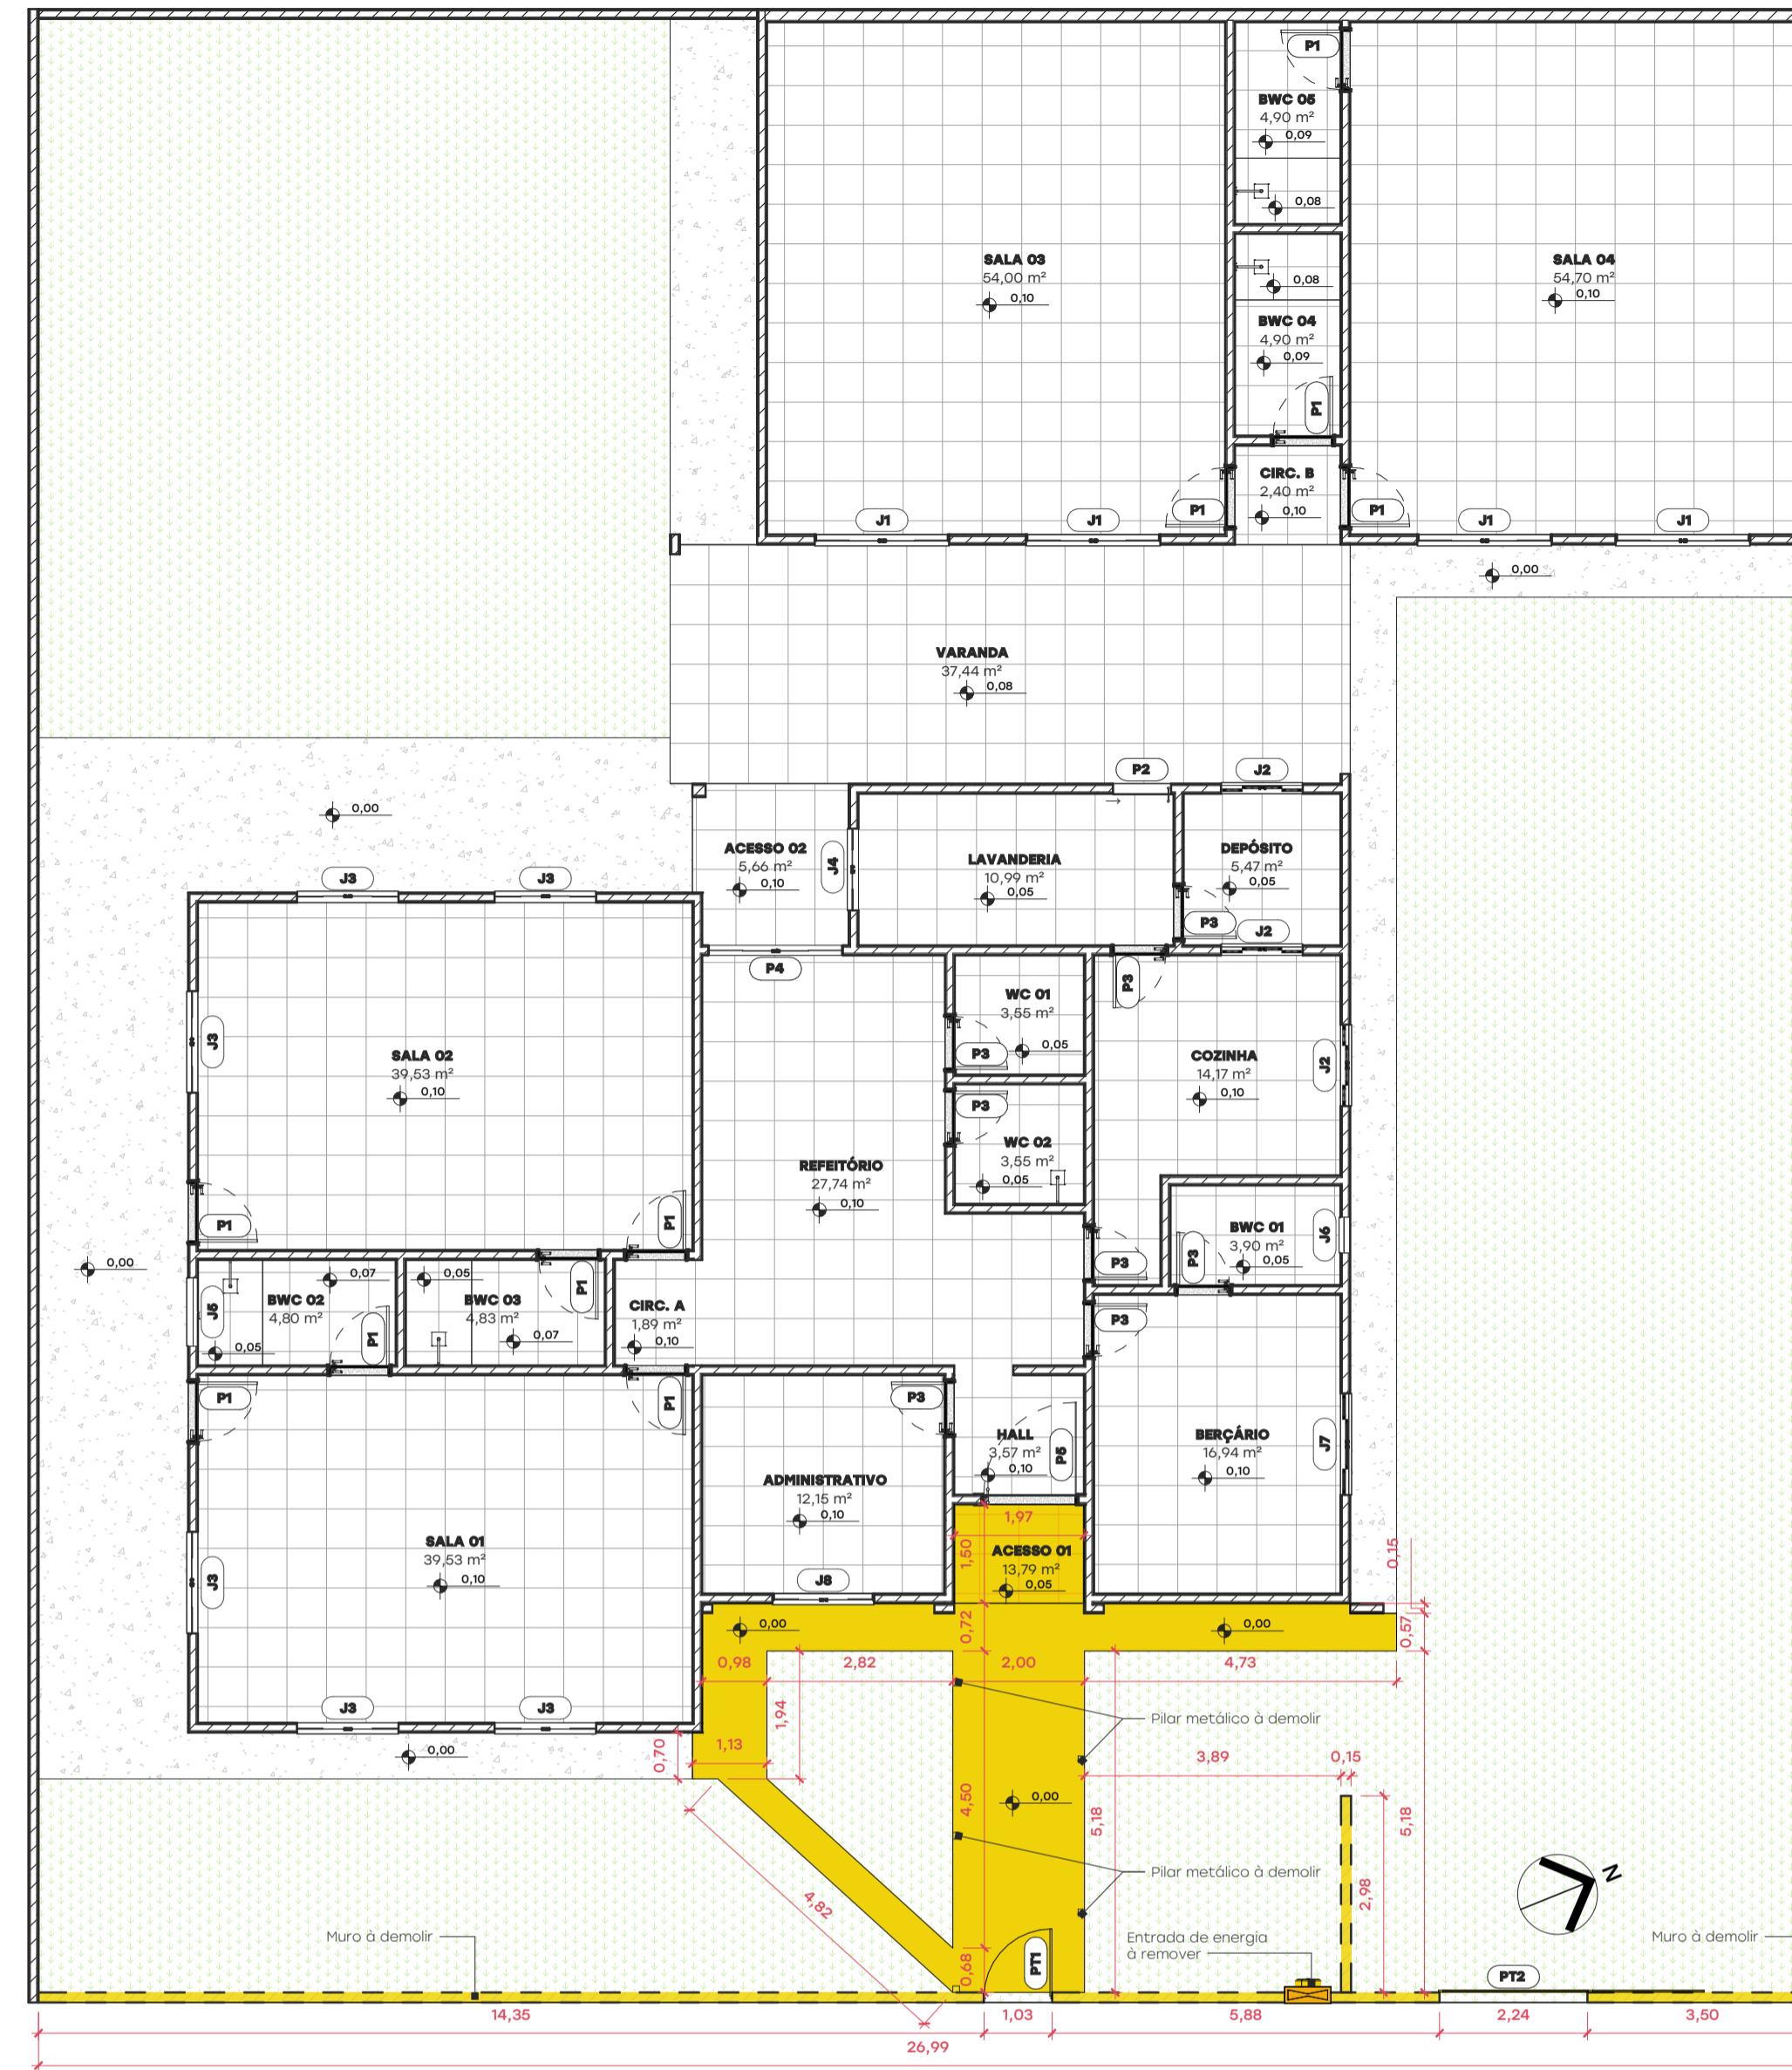 P1
BWC 05
4,90 m²
0,09
0,08
SALA 03
54,00 m²
0,10
SALA 04
54,70 m²
0,10
0,08
BWC 04
4,90 m²
0,09
P1
CIRC. B
2,40 m²
0,10
P1
P1
J1
J1
J1
J1
0,00
VARANDA
37,44 m²
0,08
P2
J2
0,00
ACESSO 02
5,66 m²
0,10
J4
LAVANDERIA
10,99 m²
0,05
DEPÓSITO
5,47 m²
0,05
P3
J2
J3
J3
P4
P3
WC 01
3,55 m²
0,05
P3
J3
SALA 02
39,53 m²
0,10
COZINHA
14,17 m²
0,10
J2
P3
WC 02
3,55 m²
0,05
REFEITÓRIO
27,74 m²
0,10
P1
P1
BWC 01
3,90 m²
0,05
J6
P3
P3
0,00
0,07
BWC 02
4,80 m²
0,05
J5
P1
0,05
BWC 03
4,83 m²
0,07
P1
CIRC. A
1,89 m²
0,10
P3
P1
P1
P3
HALL
3,57 m²
0,10
P5
BERÇÁRIO
16,94 m²
0,10
J7
ADMINISTRATIVO
12,15 m²
0,10
SALA 01
39,53 m²
0,10
J3
J8
1,97
1,50
ACESSO 01
13,79 m²
0,05
0,15
0,00
0,72
0,00
0,57
0,98
2,82
2,00
4,73
1,94
J3
J3
Pilar metálico à demolir
0,00
0,70
1,13
3,89
0,15
4,50
0,00
5,18
5,18
Pilar metálico à demolir
4,82
2,98
N
Muro à demolir
Entrada de energia
à remover
Muro à demolir
0,68
PT1
PT2
14,35
1,03
5,88
2,24
3,50
26,99